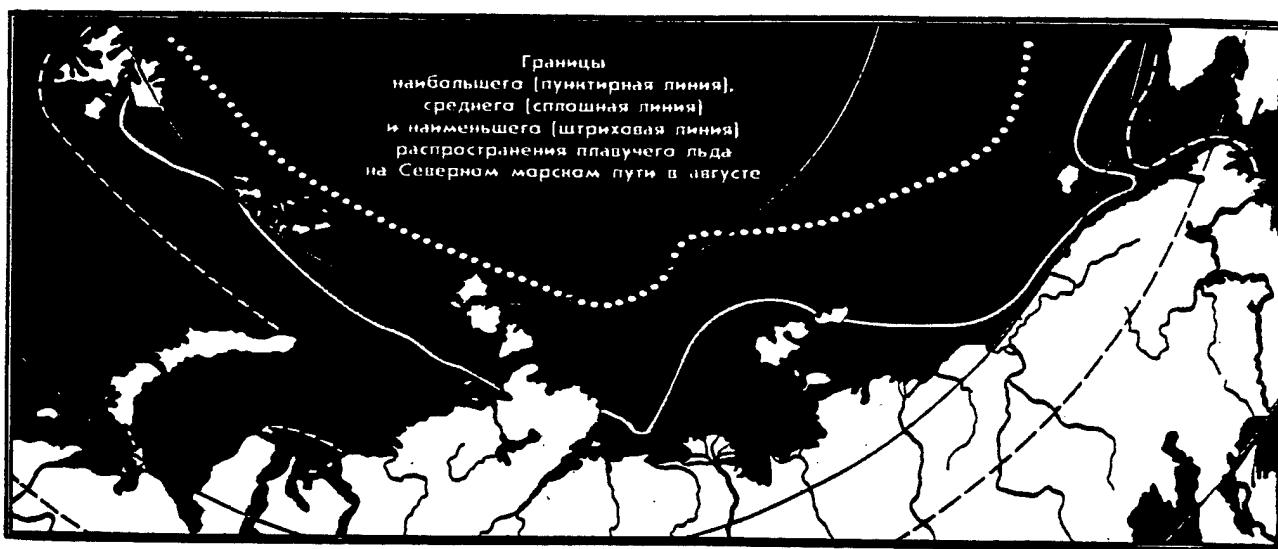 Границы
наибольшего (пунктирная линия),
среднего (сплошная линия)
и наименьшего (штриховая линия)
распространения плавучего льда
на Северном морском пути в августе